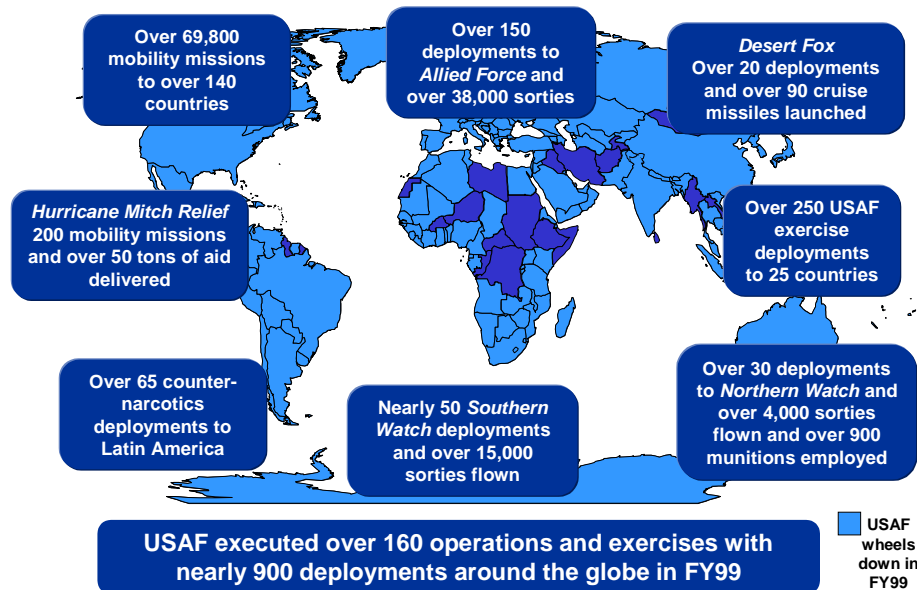 Over 69,800
mobility missions
to over 140
countries
Over 150
deployments to
Allied Force and
over 38,000 sorties
Desert Fox
Over 20 deployments
and over 90 cruise
missiles launched
Hurricane Mitch Relief
200 mobility missions
and over 50 tons of aid
delivered
Over 250 USAF
exercise
deployments
to 25 countries
Over 65 counter-
narcotics
deployments to
Latin America
Nearly 50 Southern
Watch deployments
and over 15,000
sorties flown
Over 30 deployments
to Northern Watch and
over 4,000 sorties
flown and over 900
munitions employed
USAF executed over 160 operations and exercises with
nearly 900 deployments around the globe in FY99
USAF
wheels
down in
FY99